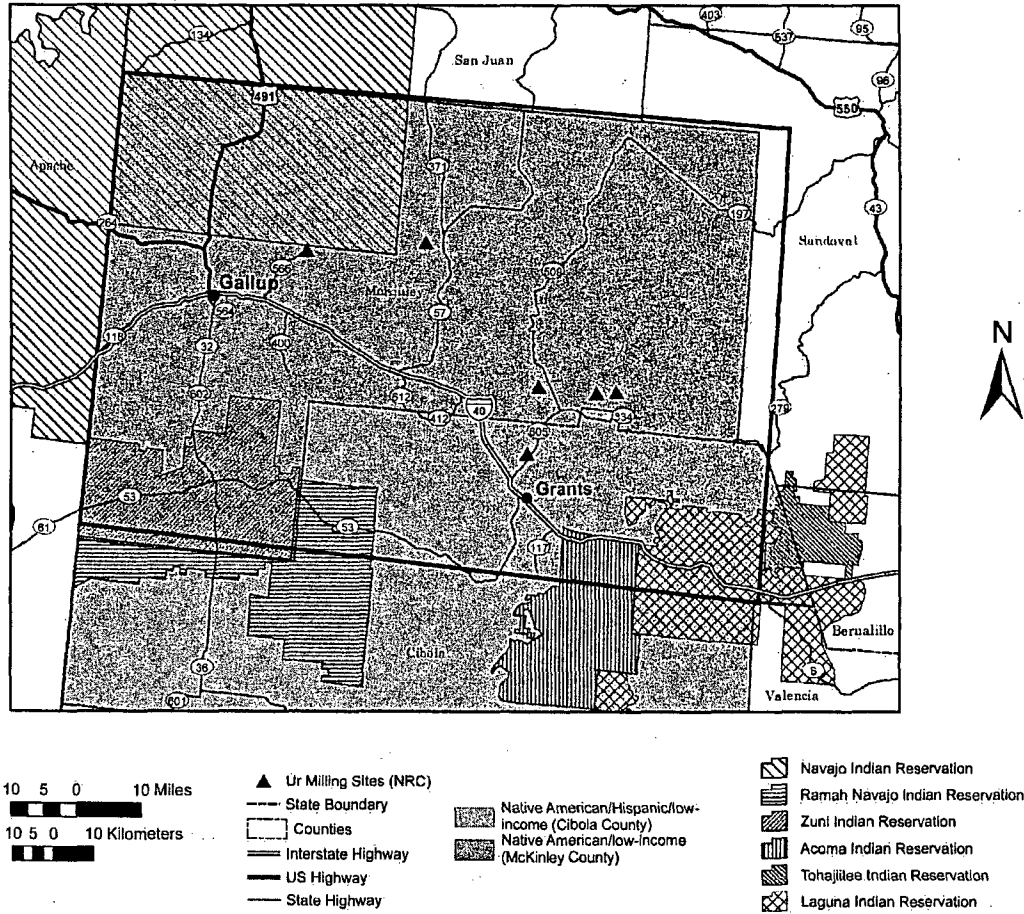 403
537
95
134
San Juan
96
491
550
Apache
371
197
43
264
Sandoval
566
509
Gallup
McKinley
564
57
118
32
400
602
612
40
412
334
279
605
N
Grants
53
53
61
117
Bernalillo
Cibola
36
6
Valencia
601
10 5 0 10 Miles
10 5 0 10 Kilometers
Ur Milling Sites (NRC)
State Boundary
Counties
Interstate Highway
US Highway
State Highway
Native American/Hispanic/low-
income (Cibola County)
Native American/low-income
(McKinley County)
Navajo Indian Reservation
Ramah Navajo Indian Reservation
Zuni Indian Reservation
Acoma Indian Reservation
Tohajiilee Indian Reservation
Laguna Indian Reservation